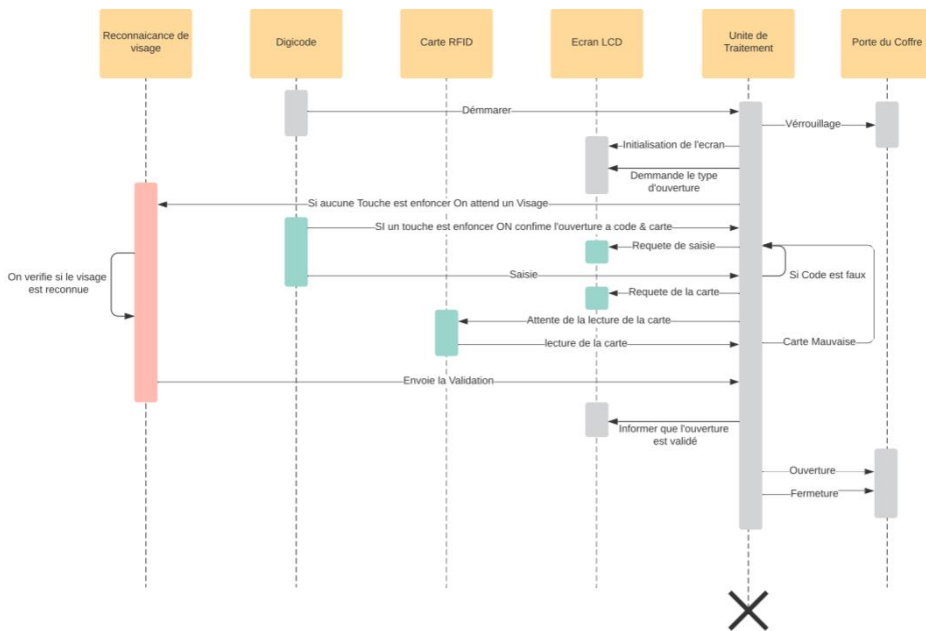 Reconnaicance de
visage
Digicode
Carte RFID
Ecran LCD
Unite de
Traitement
Porte du Coffre
Démmarer
Vérrouillage
Initialisation de l'ecran
Demmande le type
d'ouverture
Si aucune Touche est enfoncer On attend un Visage
SI un touche est enfoncer ON confime l'ouverture a code & carte
Requete de saisie
On verifie si le visage
est reconnue
Saisie
Si Code est faux
Requete de la carte
Attente de la lecture de la carte
lecture de la carte
Carte Mauvaise
Envoie la Validation
Informer que l'ouverture
est validé
Ouverture
Fermeture